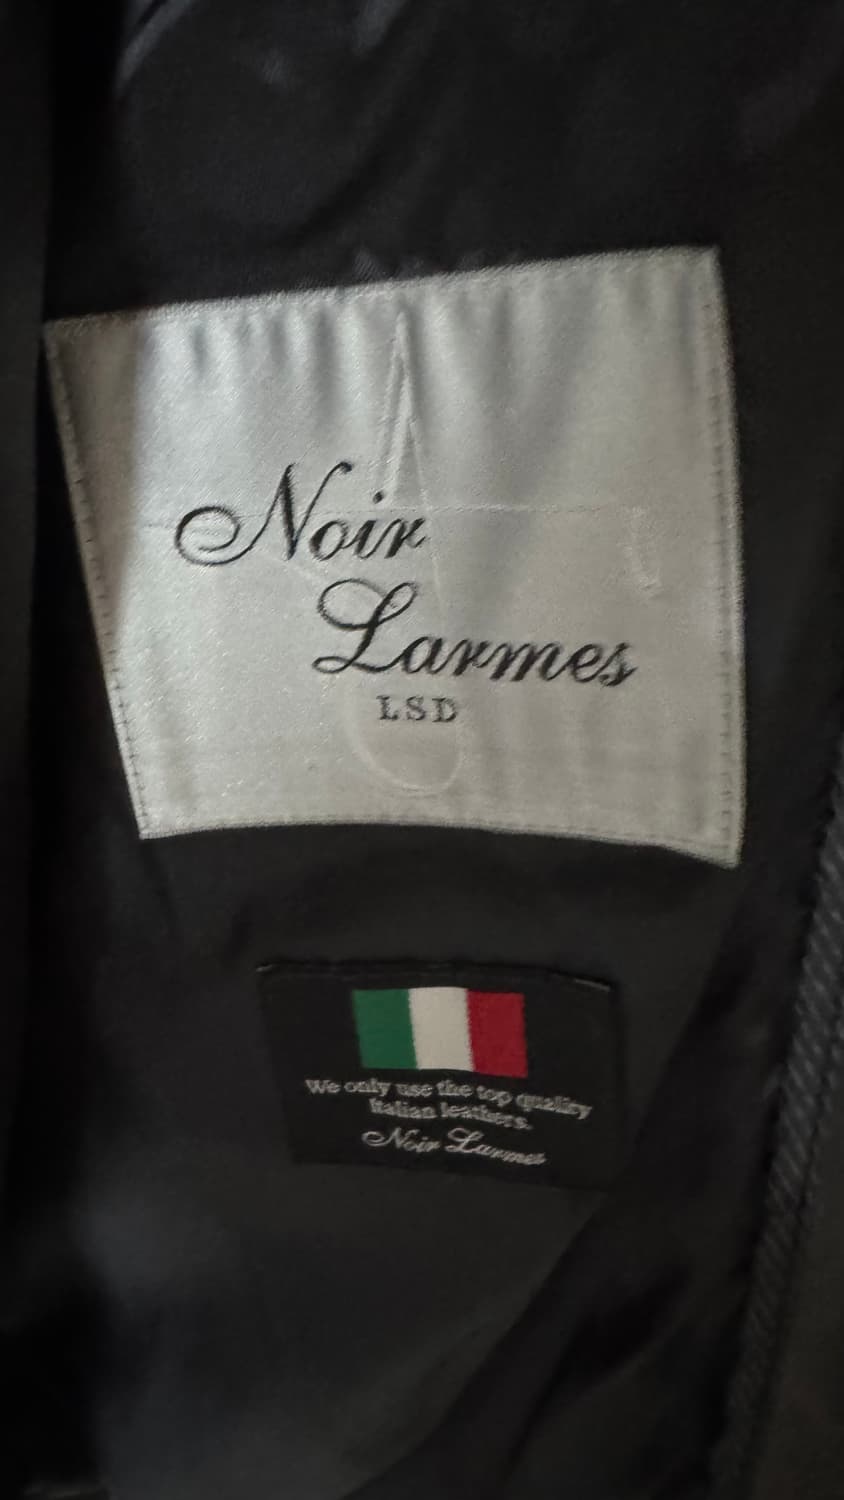 Noir
Larmes
LSD
We only use the top quality
Italian leathers.
Noir Larmes